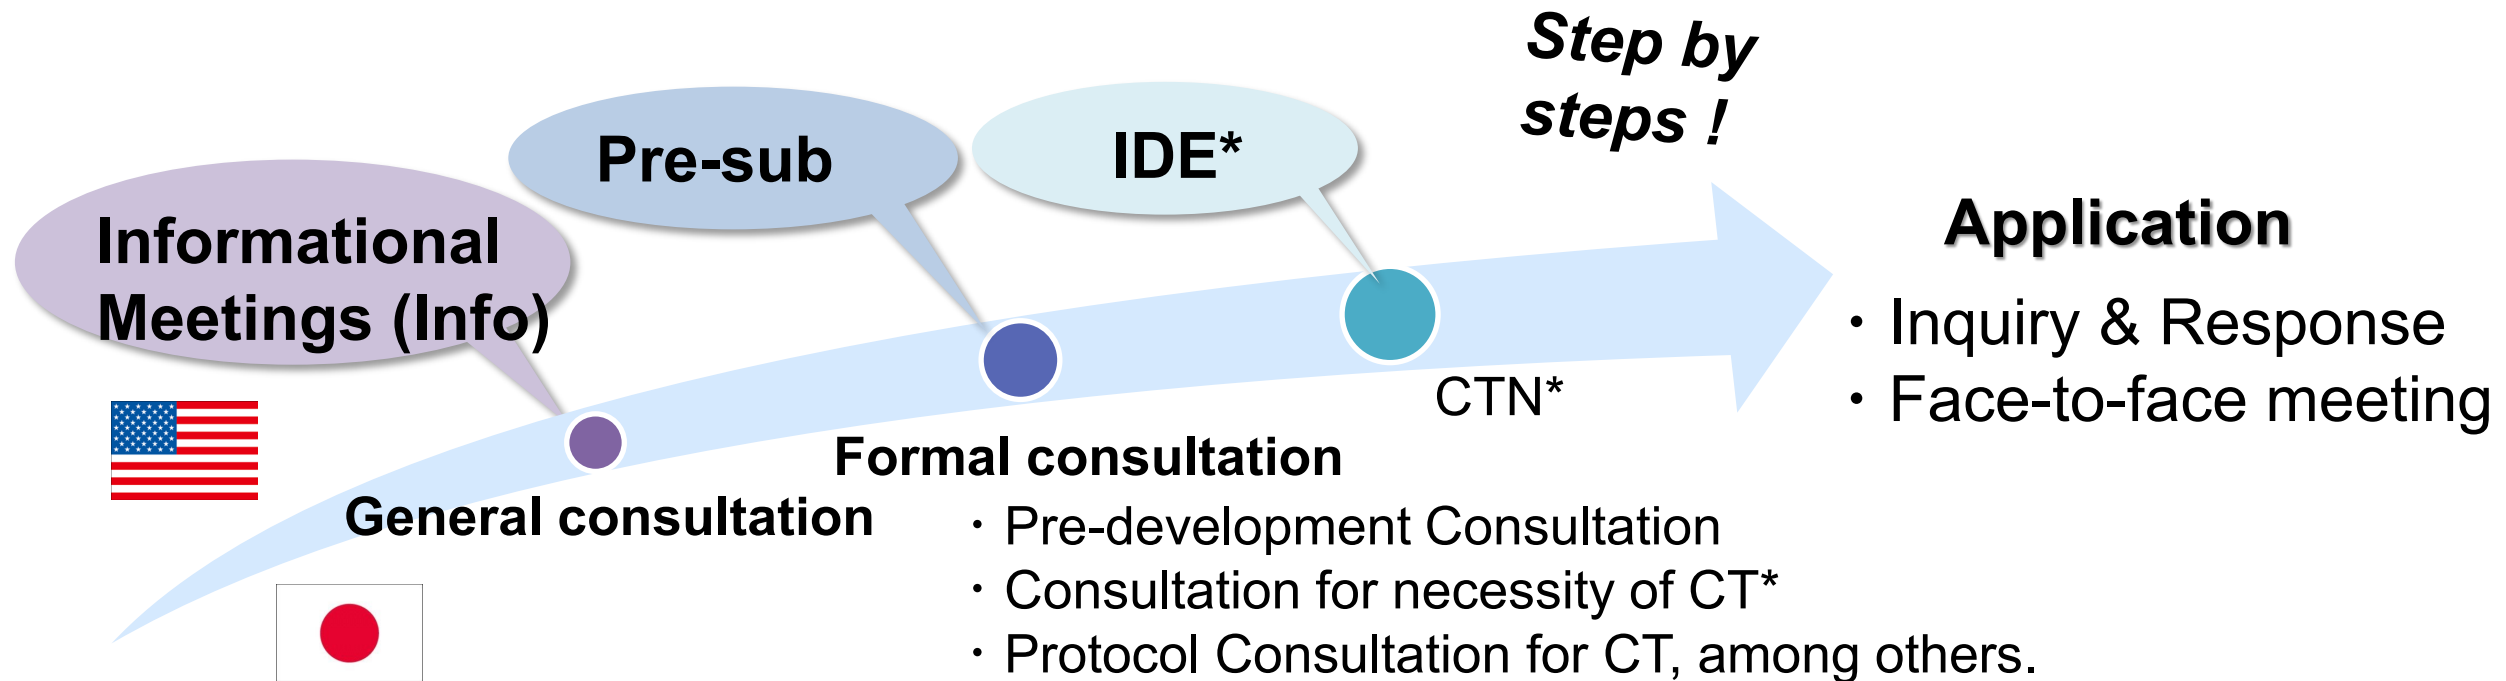 Step by
steps !
Pre-sub
IDE*
Informational
Meetings (Info)
Application
・Inquiry & Response
・Face-to-face meeting
CTN*
Formal consultation
・Pre-development Consultation
・Consultation for necessity of CT*
・Protocol Consultation for CT, among others.
General consultation